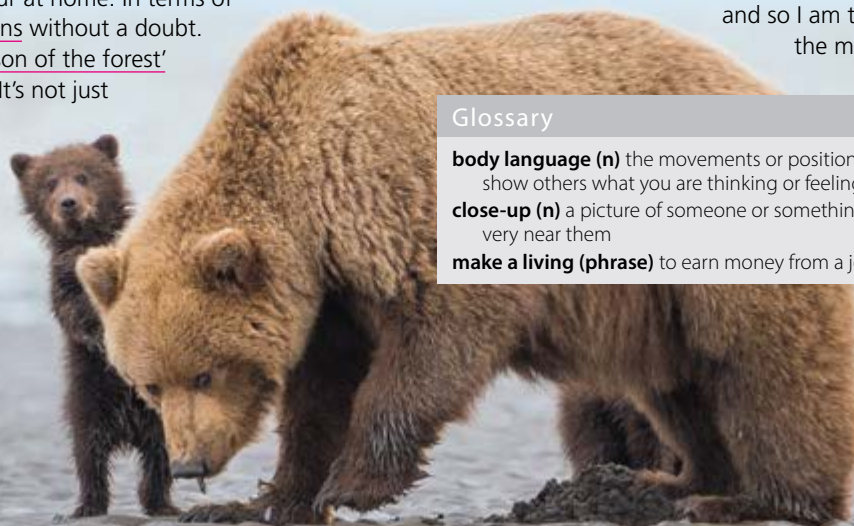 ur at home. In terms of
ns without a doubt.
son of the forest’
It’s not just
and so I am t
the m
Glossary
body language (n) the movements or position
show others what you are thinking or feeling
close-up (n) a picture of someone or somethin
very near them
make a living (phrase) to earn money from a j